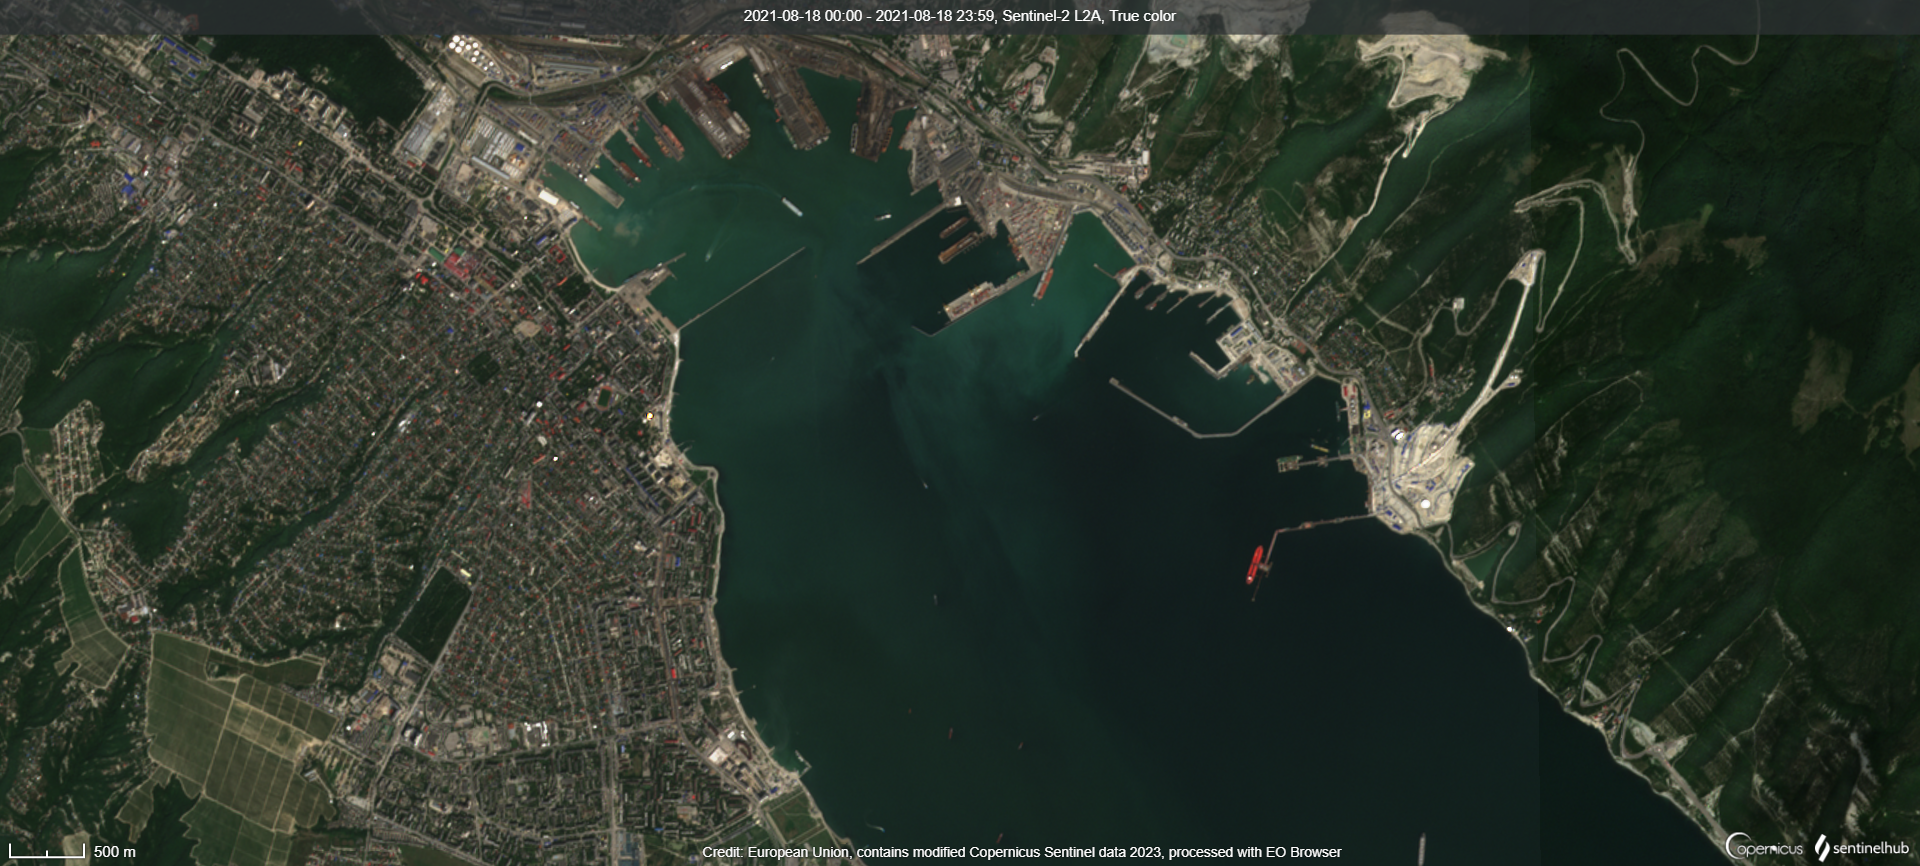 2021-08-18 00:00 - 2021-08-18 23:59, Sentinel-2 L2A, True color
500 m
Credit: European Union, contains modified Copernicus Sentinel data 2023, processed with EO Browser
opernicus
sentinelhub